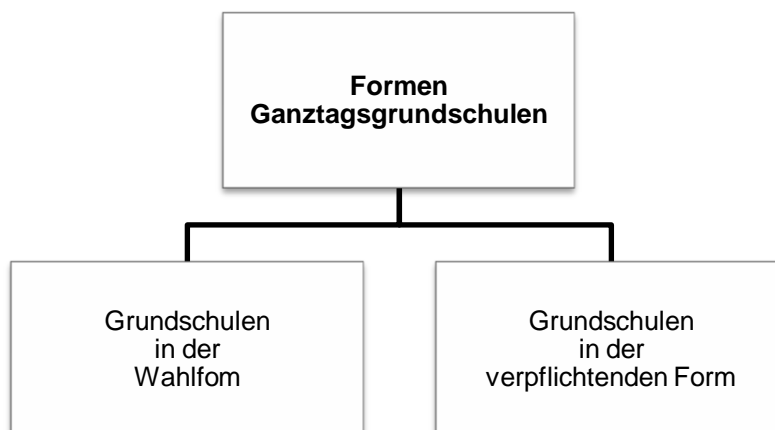 Formen
Ganztagsgrundschulen
Grundschulen
in der
Wahlfom
Grundschulen
in der
verpflichtenden Form